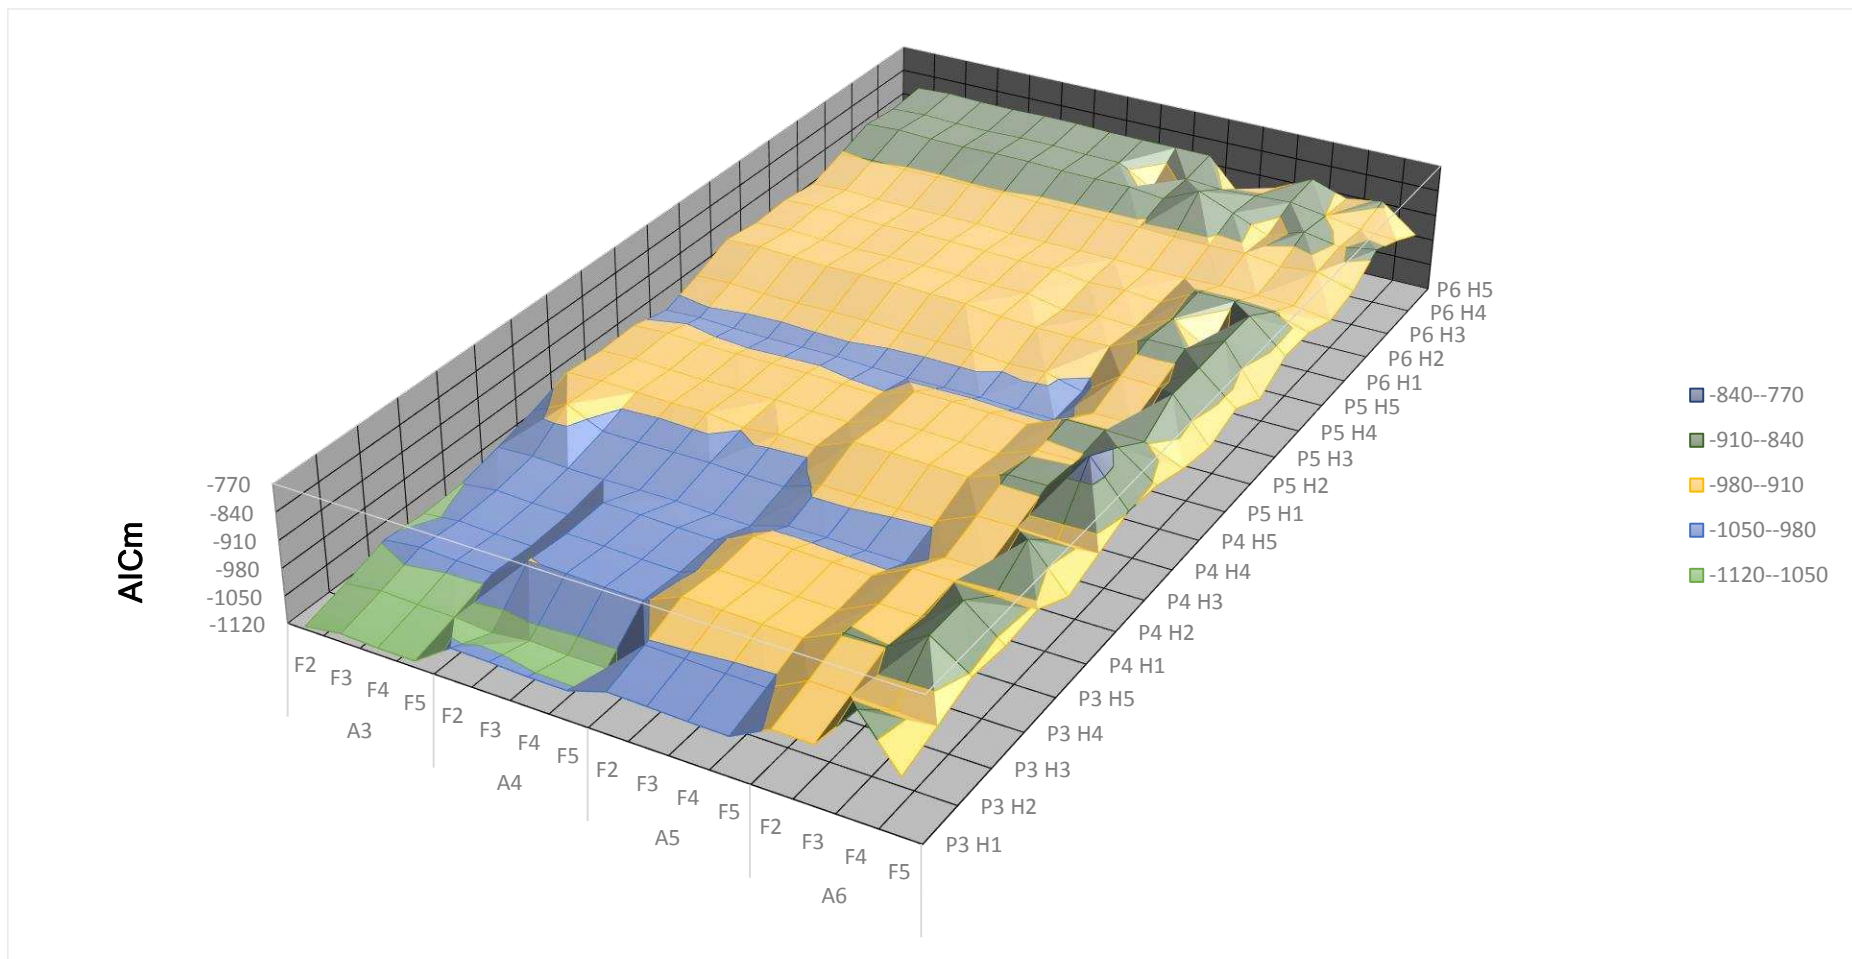 AICm
-770
-840
-910
-980
-1050
-1120
F2
F3
F4
F5
F2
F3
F4
F5
F2
F3
F4
F5
F2
F3
F4
F5
A3
A4
A5
A6
P3 H1
P3 H2
P3 H3
P3 H4
P3 H5
P4 H1
P4 H2
P4 H3
P4 H4
P4 H5
P5 H1
P5 H2
P5 H3
P5 H4
P5 H5
P6 H1
P6 H2
P6 H3
P6 H4
P6 H5
-840--770
-910--840
-980--910
-1050--980
-1120--1050